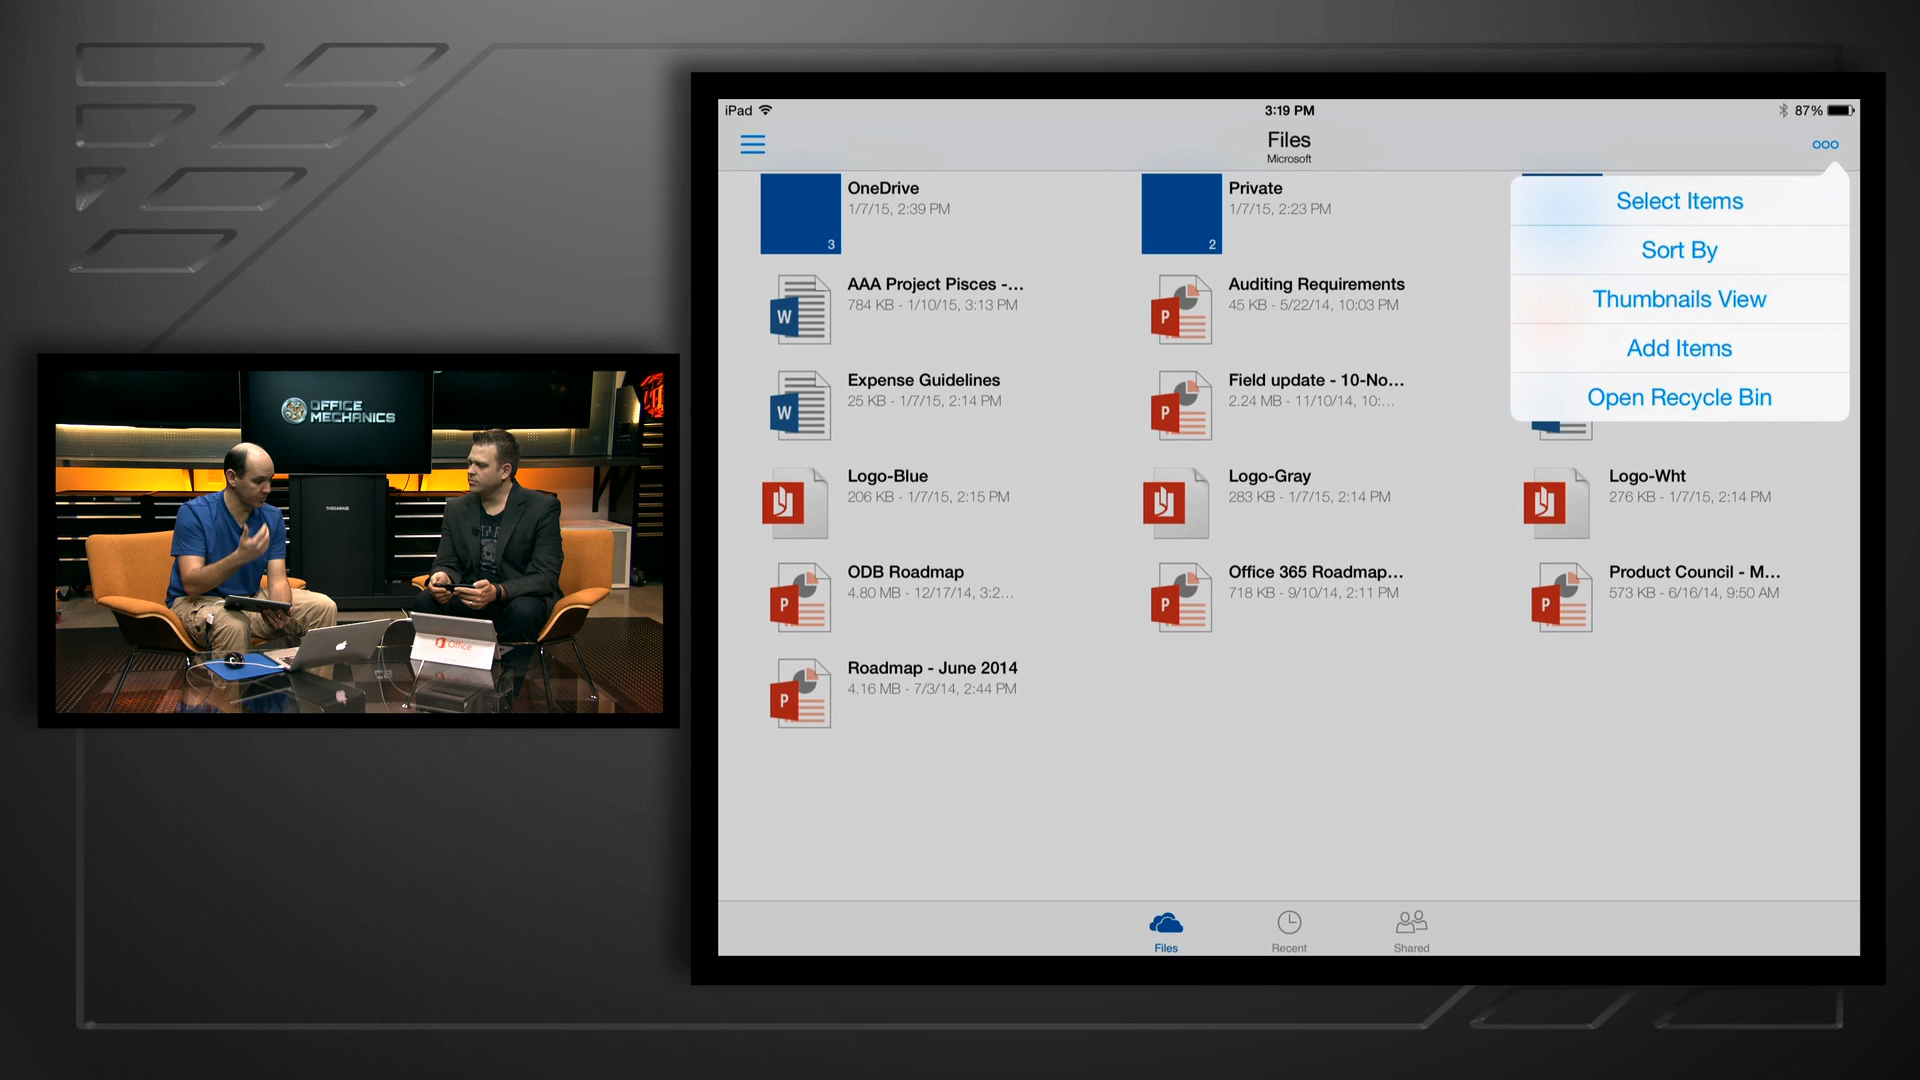 iPad
3:19 PM
87%
Files
Microsoft
OneDrive
1/7/15, 2:39 PM
3
Private
1/7/15, 2:23 PM
2
Select Items
Sort By
Thumbnails View
Add Items
Open Recycle Bin
AAA Project Pisces -...
784 KB - 1/10/15, 3:13 PM
W
Auditing Requirements
45 KB - 5/22/14, 10:03 PM
P
Expense Guidelines
25 KB - 1/7/15, 2:14 PM
W
Field update - 10-No...
2.24 MB - 11/10/14, 10:...
P
Logo-Blue
206 KB - 1/7/15, 2:15 PM
Logo-Gray
283 KB - 1/7/15, 2:14 PM
Logo-Wht
276 KB - 1/7/15, 2:14 PM
ODB Roadmap
4.80 MB - 12/17/14, 3:2...
P
Office 365 Roadmap...
718 KB - 9/10/14, 2:11 PM
P
Product Council - M...
573 KB - 6/16/14, 9:50 AM
P
Roadmap - June 2014
4.16 MB - 7/3/14, 2:44 PM
P
Files
Recent
Shared
OFFICE
MECHANICS
THEGARAGE
Office